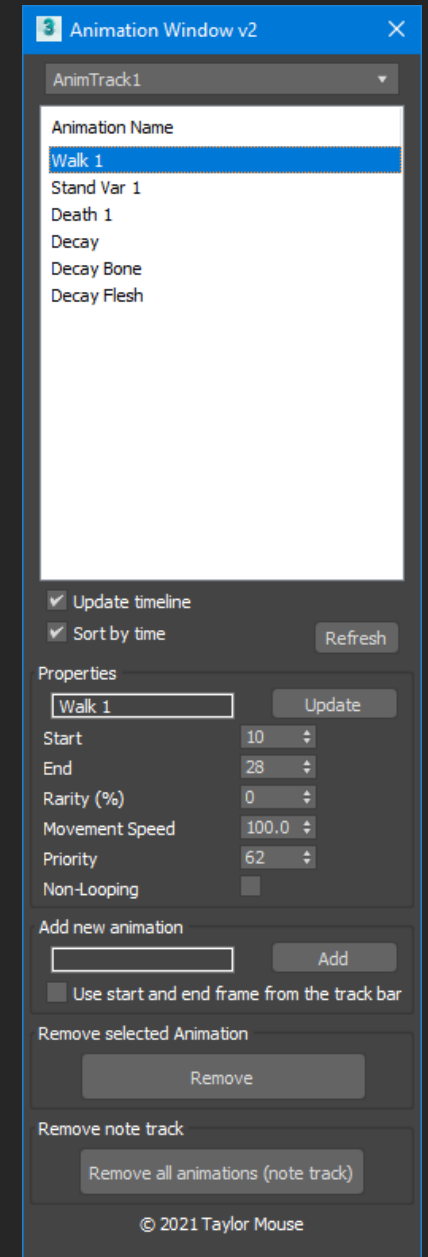 3 Animation Window v2
AnimTrack1
Animation Name
Walk 1
Stand Var 1
Death 1
Decay
Decay Bone
Decay Flesh
Update timeline
Sort by time Refresh
Properties
Walk 1 Update
Start 10
End 28
Rarity (%) 0
Movement Speed 100.0
Priority 62
Non-Looping
Add new animation
Add
Use start and end frame from the track bar
Remove selected Animation
Remove
Remove note track
Remove all animations (note track)
© 2021 Taylor Mouse